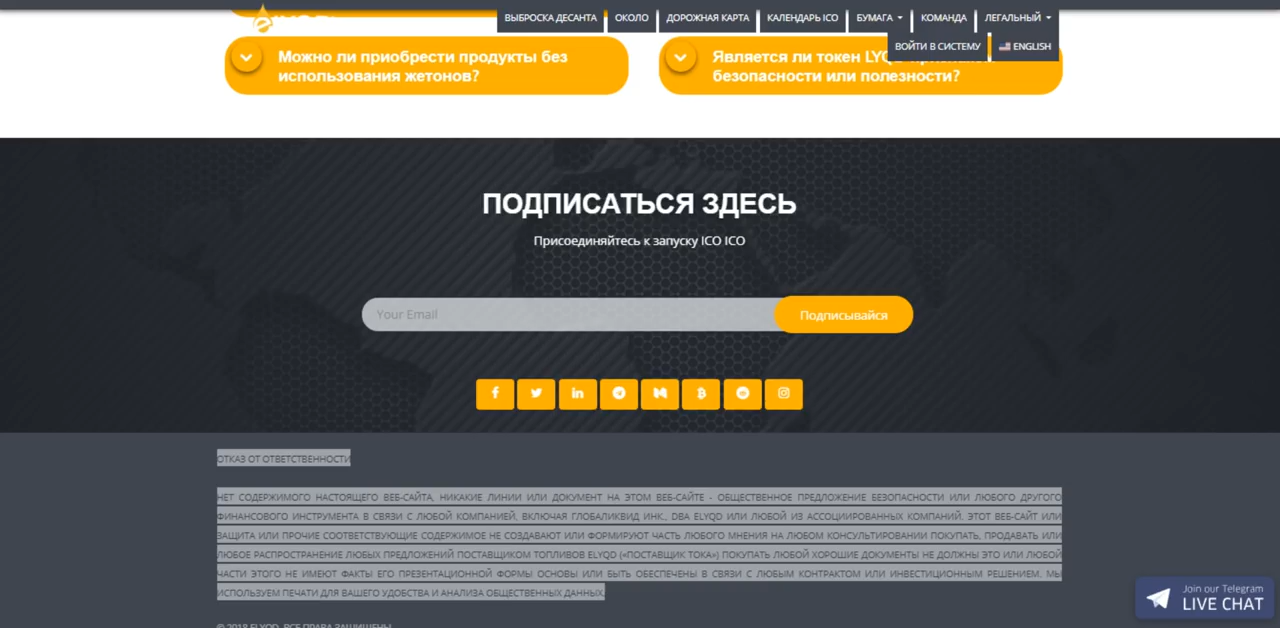 ВЫБРОСКА ДЕСАНТА ОКОЛО ДОРОЖНАЯ КАРТА КАЛЕНДАРЬ ICO БУМАГА КОМАНДА ЛЕГАЛЬНЫЙ
ВОЙТИ В СИСТЕМУ ENGLISH
Можно ли приобрести продукты без
использования жетонов?
Является ли токен
безопасности или полезности?
ПОДПИСАТЬСЯ ЗДЕСЬ
Присоединяйтесь к запуску ICO ICO
Your Email
Подписывайся
ОТКАЗ ОТ ОТВЕТСТВЕННОСТИ
НЕТ СОДЕРЖИМОГО НАСТОЯЩЕГО ВЕБ-САЙТА, НИКАКИЕ ЛИНИИ ИЛИ ДОКУМЕНТ НА ЭТОМ ВЕБ-САЙТЕ - ОБЩЕСТВЕННОЕ ПРЕДЛОЖЕНИЕ БЕЗОПАСНОСТИ ИЛИ ЛЮБОГО ДРУГОГО
ФИНАНСОВОГО ИНСТРУМЕНТА В СВЯЗИ С ЛЮБОЙ КОМПАНИЕЙ, ВКЛЮЧАЯ ГЛОБАЛИКВИД ИНК., DBA ELYQD ИЛИ ЛЮБОЙ ИЗ АССОЦИИРОВАННЫХ КОМПАНИЙ. ЭТОТ ВЕБ-САЙТ ИЛИ
ЗАЩИТА ИЛИ ПРОЧИЕ СООТВЕТСТВУЮЩИЕ СОДЕРЖИМОЕ НЕ СОЗДАЮТ ИЛИ ФОРМИРУЮТ ЧАСТЬ ЛЮБОГО МНЕНИЯ НА ЛЮБОМ КОНСУЛЬТИРОВАНИИ ПОКУПАТЬ, ПРОДАВАТЬ ИЛИ
ЛЮБОЕ РАСПРОСТРАНЕНИЕ ЛЮБЫХ ПРЕДЛОЖЕНИЙ ПОСТАВЩИКОМ ТОПЛИВОВ ELYQD («ПОСТАВЩИК ТОКА») ПОКУПАТЬ ЛЮБОЙ ХОРОШИЕ ДОКУМЕНТЫ НЕ ДОЛЖНЫ ЭТО ИЛИ ЛЮБОЙ
ЧАСТИ ЭТОГО НЕ ИМЕЮТ ФАКТЫ ЕГО ПРЕЗЕНТАЦИОННОЙ ФОРМЫ ОСНОВЫ ИЛИ БЫТЬ ОБЕСПЕЧЕНЫ В СВЯЗИ С ЛЮБЫМ КОНТРАКТОМ ИЛИ ИНВЕСТИЦИОННЫМ РЕШЕНИЕМ. МЫ
ИСПОЛЬЗУЕМ ПЕЧАТИ ДЛЯ ВАШЕГО УДОБСТВА И АНАЛИЗА ОБЩЕСТВЕННЫХ ДАННЫХ.
© 2018 ELYQD. ВСЕ ПРАВА ЗАЩИЩЕНЫ
Join our Telegram
LIVE CHAT